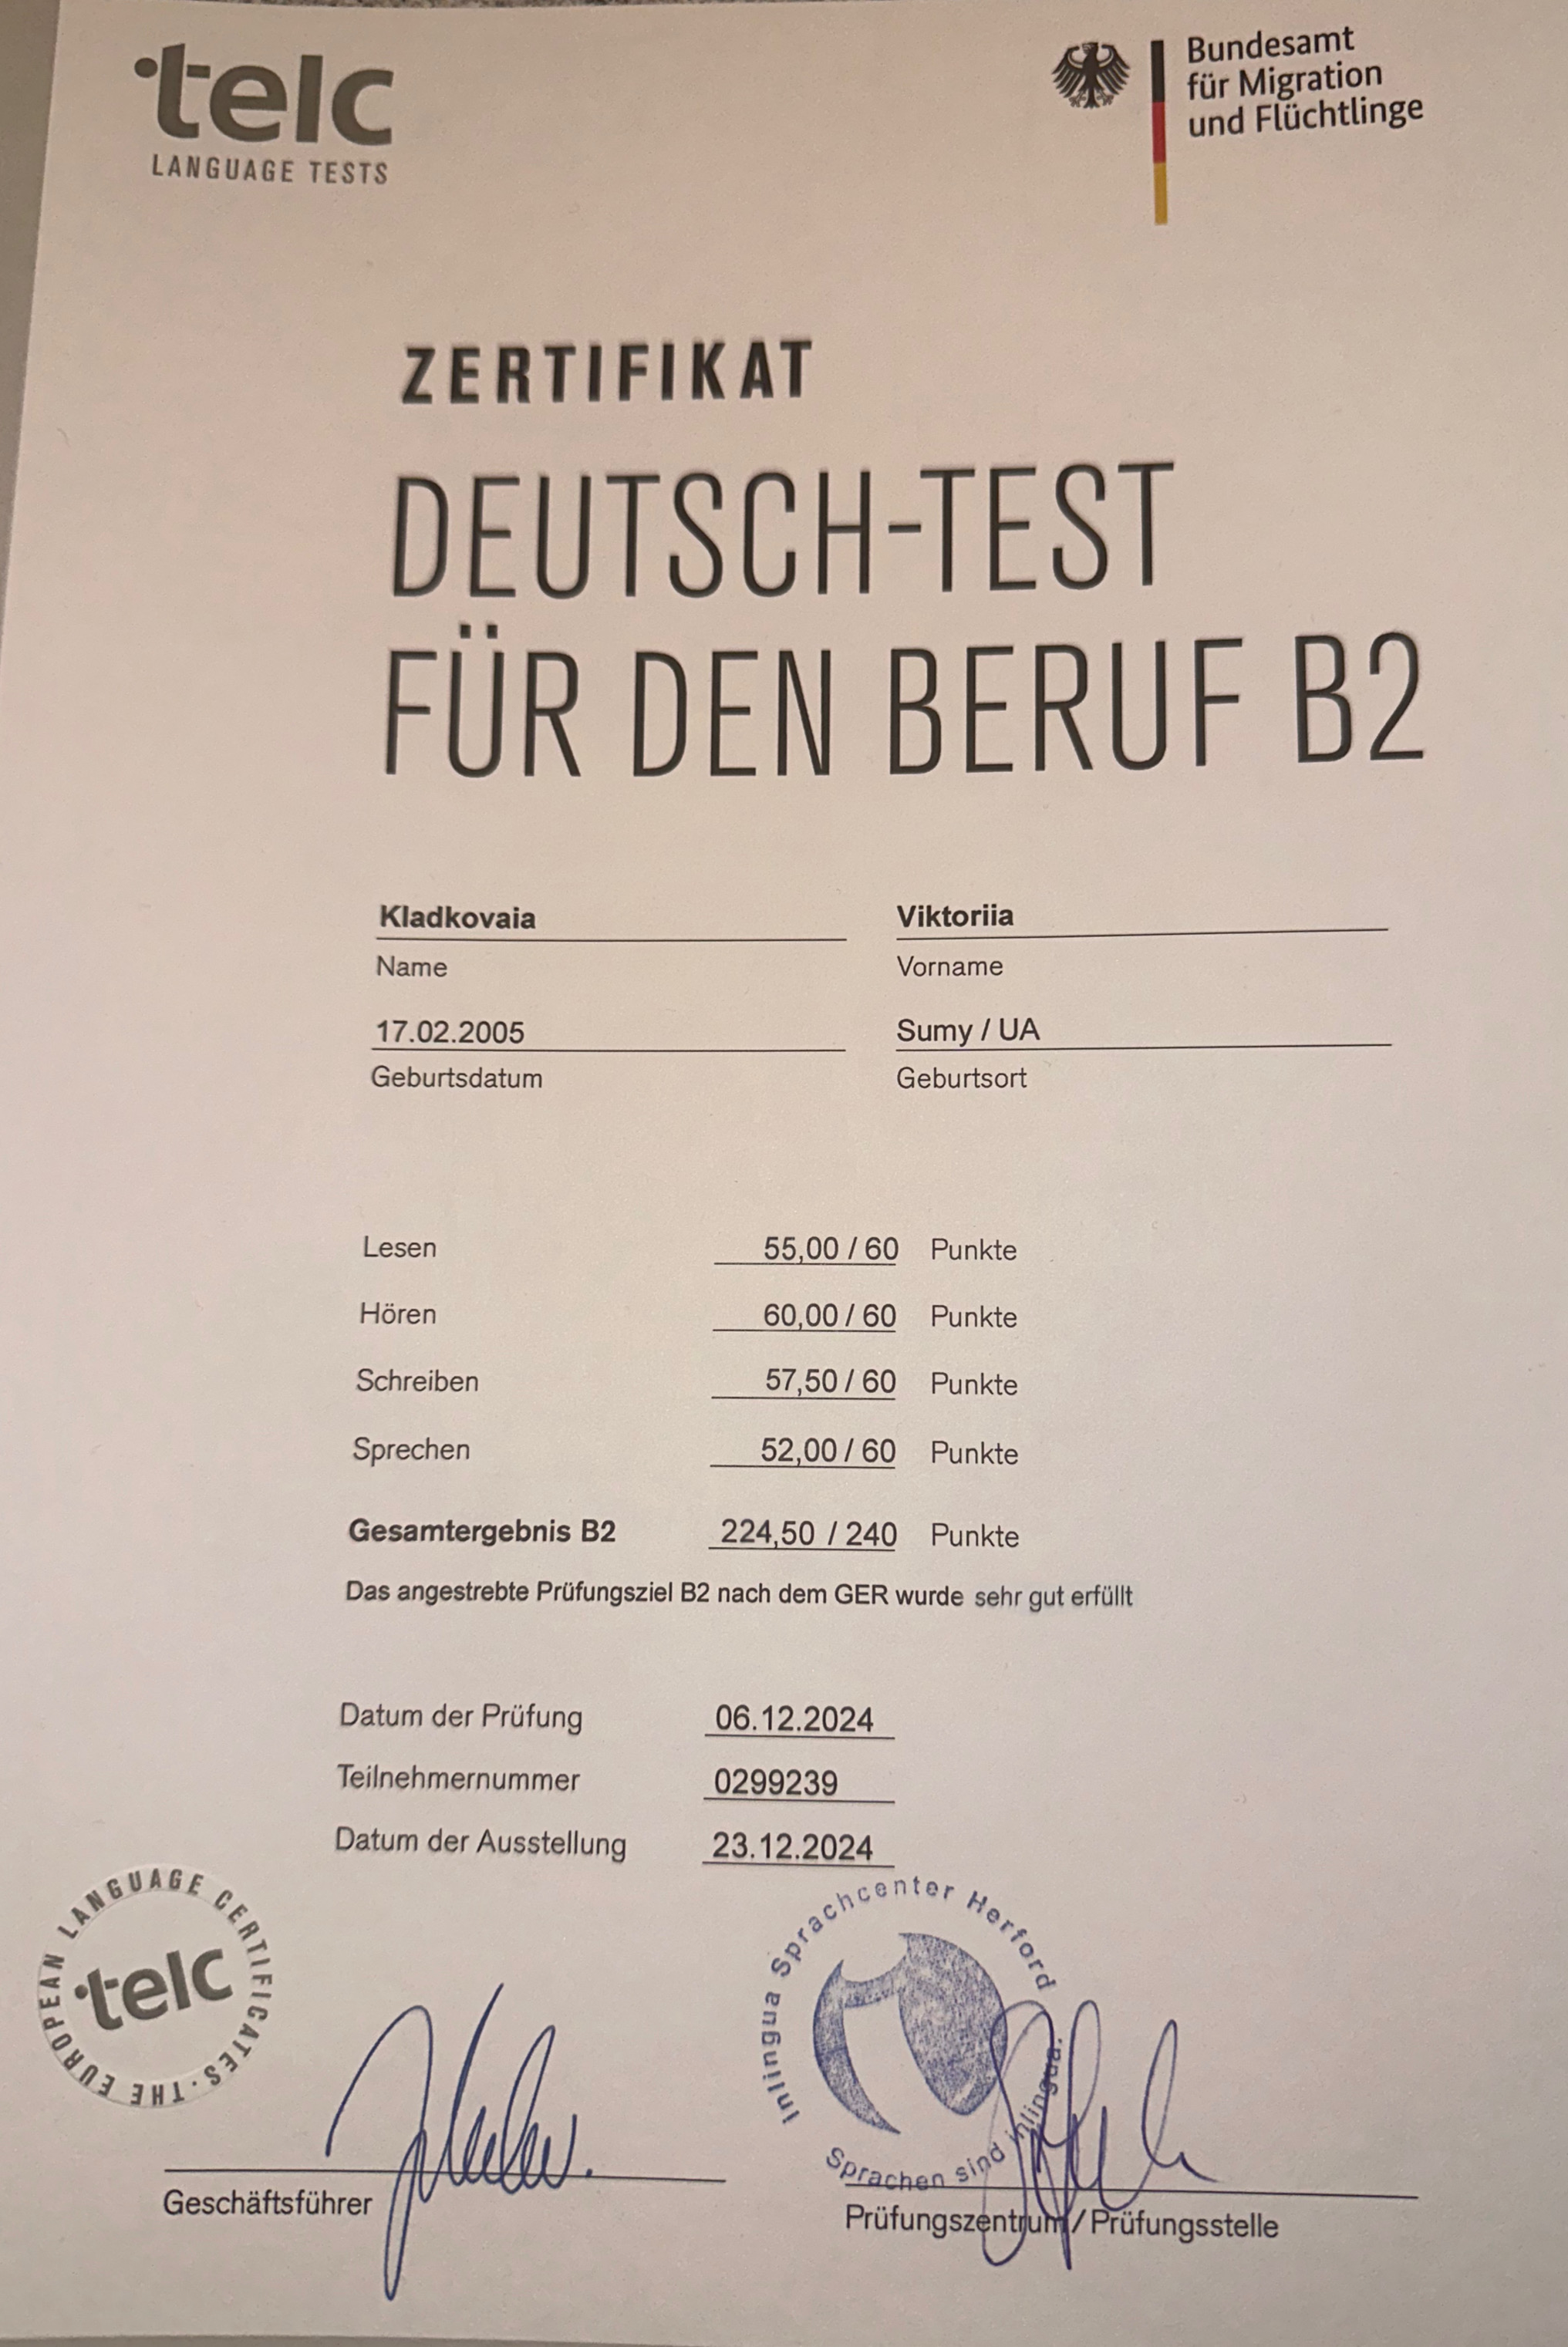 telc
LANGUAGE TESTS
Bundesamt
für Migration
und Flüchtlinge
ZERTIFIKAT
DEUTSCH-TEST
FÜR DEN BERUF B2
Kladkovaia Viktoriia
Name Vorname
17.02.2005 Sumy / UA
Geburtsdatum Geburtsort
Lesen 55,00 / 60 Punkte
Hören 60,00 / 60 Punkte
Schreiben 57,50 / 60 Punkte
Sprechen 52,00 / 60 Punkte
Gesamtergebnis B2 224,50 / 240 Punkte
Das angestrebte Prüfungsziel B2 nach dem GER wurde sehr gut erfüllt
Datum der Prüfung 06.12.2024
Teilnehmernummer 0299239
Datum der Ausstellung 23.12.2024
THE EUROPEAN LANGUAGE CERTIFICATES ·
telc
Inlingua Sprachcenter Herford
Sprachen sind inlingua.
Geschäftsführer
Prüfungszentrum / Prüfungsstelle